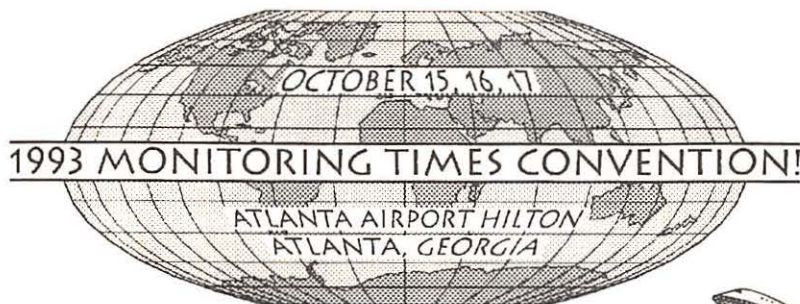 OCTOBER 15, 16, 17
1993 MONITORING TIMES CONVENTION!
ATLANTA AIRPORT HILTON
ATLANTA, GEORGIA